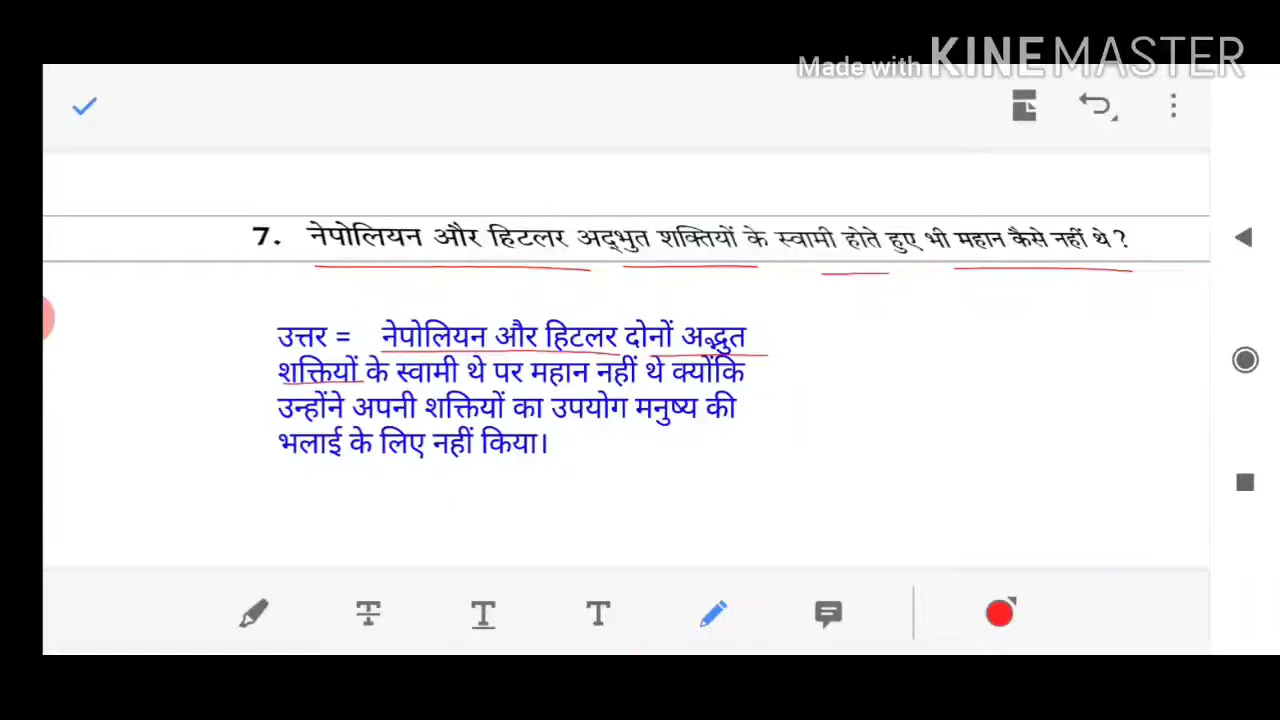 Made with KINEMASTER
7. नेपोलियन और हिटलर अद्‌भुत शक्तियों के स्वामी होते हुए भी महान कैसे नहीं थे ?
उत्तर = नेपोलियन और हिटलर दोनों अद्भुत
शक्तियों के स्वामी थे पर महान नहीं थे क्योंकि
उन्होंने अपनी शक्तियों का उपयोग मनुष्य की
भलाई के लिए नहीं किया।